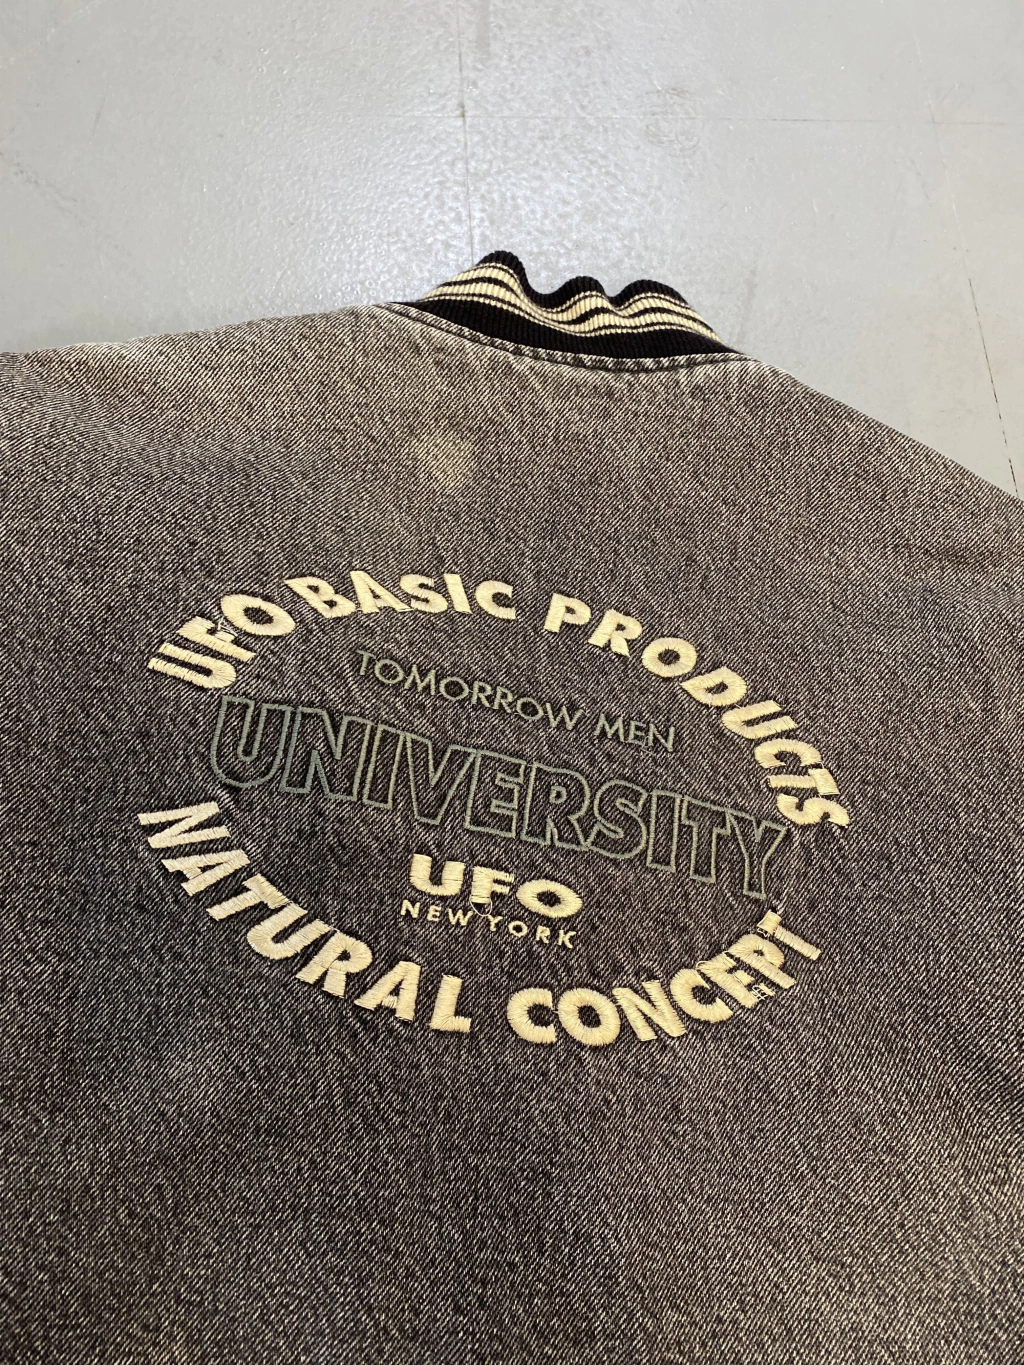 UFO BASIC PRODUCTS
TOMORROW MEN
UNIVERSITY
UFO
NEW YORK
NATURAL CONCEPT